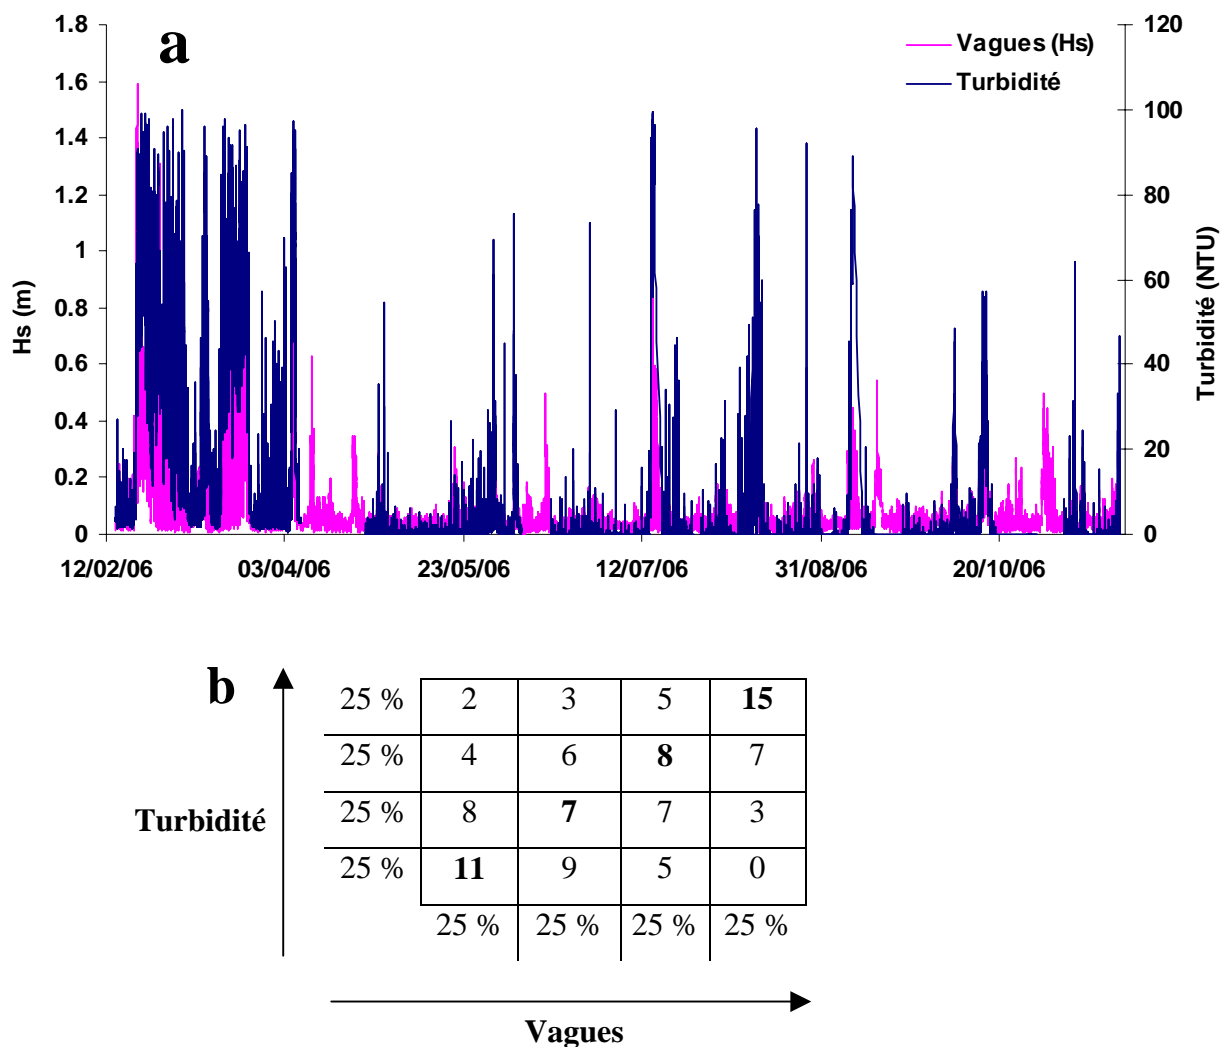 a
Vagues (Hs)
Turbidité
1.8
1.6
1.4
1.2
1
0.8
0.6
0.4
0.2
0
Hs (m)
120
100
80
60
40
20
0
Turbidité (NTU)
12/02/06 03/04/06 23/05/06 12/07/06 31/08/06 20/10/06
b
25 % 2 3 5 15
25 % 4 6 8 7
25 % 8 7 7 3
25 % 11 9 5 0
25 % 25 % 25 % 25 %
Turbidité
Vagues